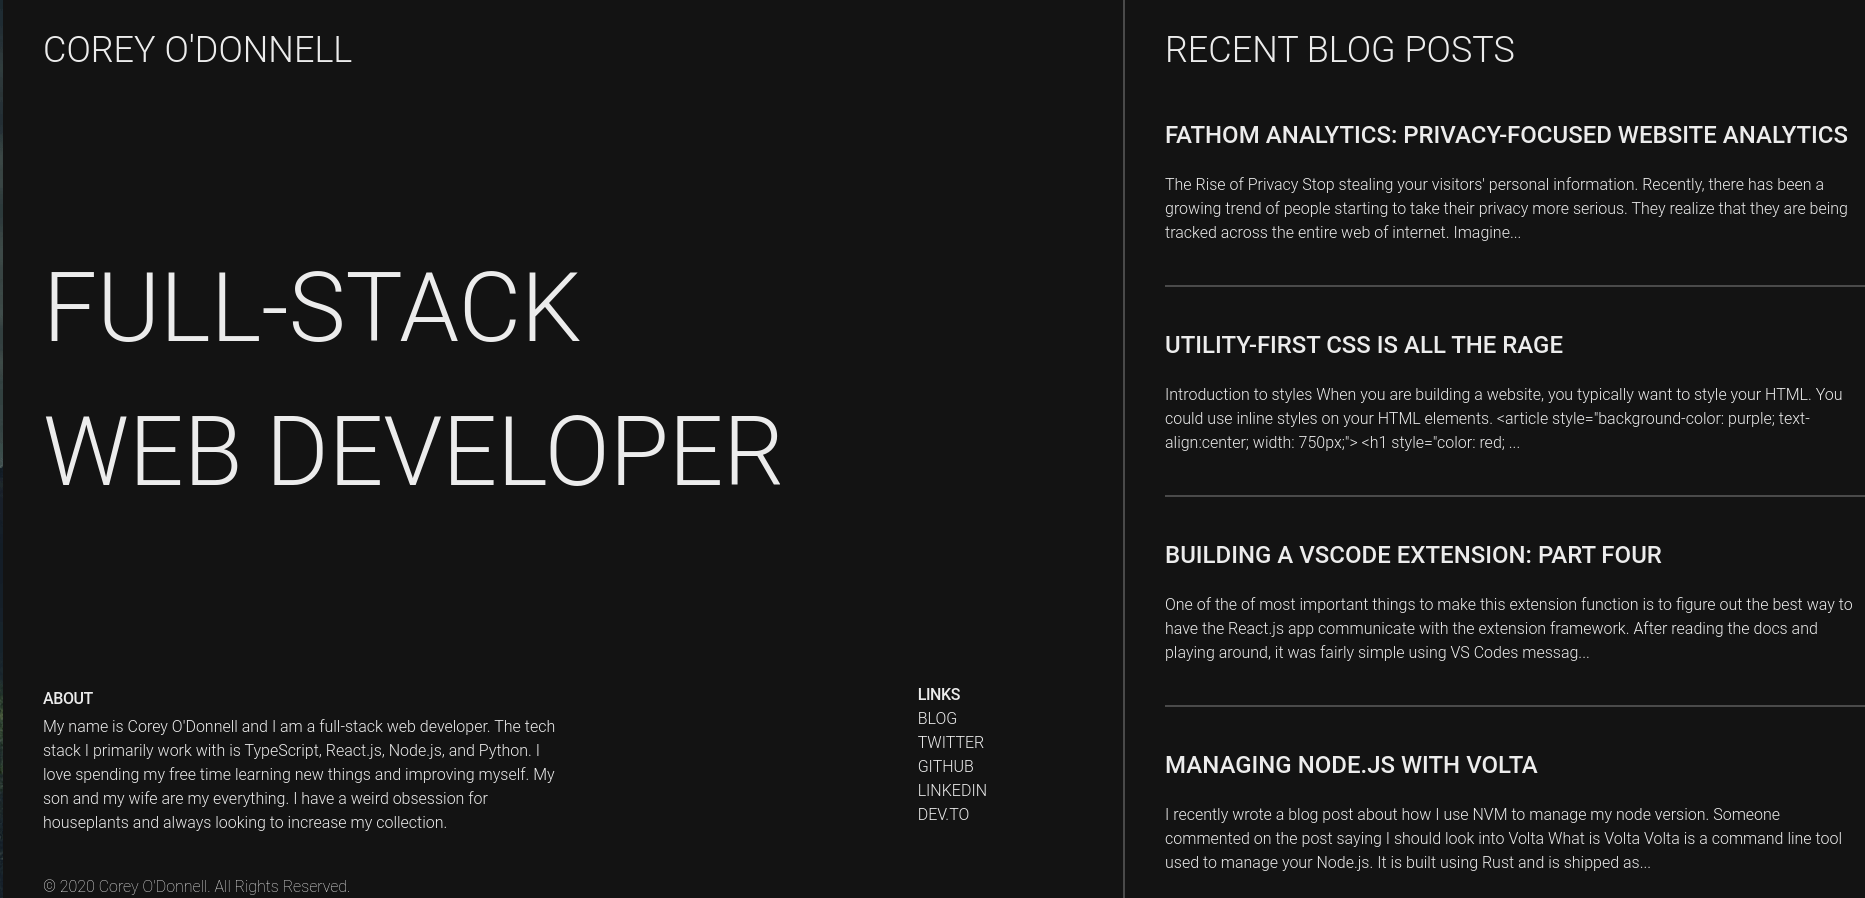 COREY O'DONNELL
FULL-STACK
WEB DEVELOPER
ABOUT
My name is Corey O'Donnell and I am a full-stack web developer. The tech
stack I primarily work with is TypeScript, React.js, Node.js, and Python. I
love spending my free time learning new things and improving myself. My
son and my wife are my everything. I have a weird obsession for
houseplants and always looking to increase my collection.
LINKS
BLOG
TWITTER
GITHUB
LINKEDIN
DEV.TO
© 2020 Corey O'Donnell. All Rights Reserved.
RECENT BLOG POSTS
FATHOM ANALYTICS: PRIVACY-FOCUSED WEBSITE ANALYTICS
The Rise of Privacy Stop stealing your visitors' personal information. Recently, there has been a
growing trend of people starting to take their privacy more serious. They realize that they are being
tracked across the entire web of internet. Imagine...
UTILITY-FIRST CSS IS ALL THE RAGE
Introduction to styles When you are building a website, you typically want to style your HTML. You
could use inline styles on your HTML elements. <article style="background-color: purple; text-
align:center; width: 750px;"> <h1 style="color: red; ...
BUILDING A VSCODE EXTENSION: PART FOUR
One of the of most important things to make this extension function is to figure out the best way to
have the React.js app communicate with the extension framework. After reading the docs and
playing around, it was fairly simple using VS Codes messag...
MANAGING NODE.JS WITH VOLTA
I recently wrote a blog post about how I use NVM to manage my node version. Someone
commented on the post saying I should look into Volta What is Volta Volta is a command line tool
used to manage your Node.js. It is built using Rust and is shipped as...